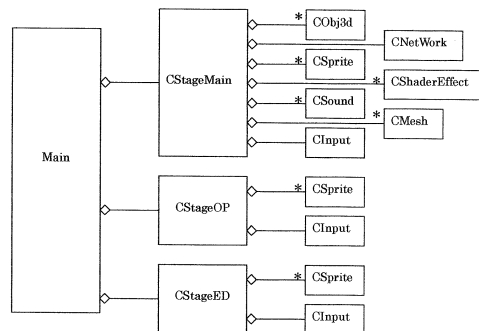 * CObj3d
CNetWork
* CSprite
CStageMain
* CShaderEffect
* CSound
* CMesh
CInput
Main
* CSprite
CStageOP
CInput
* CSprite
CStageED
CInput